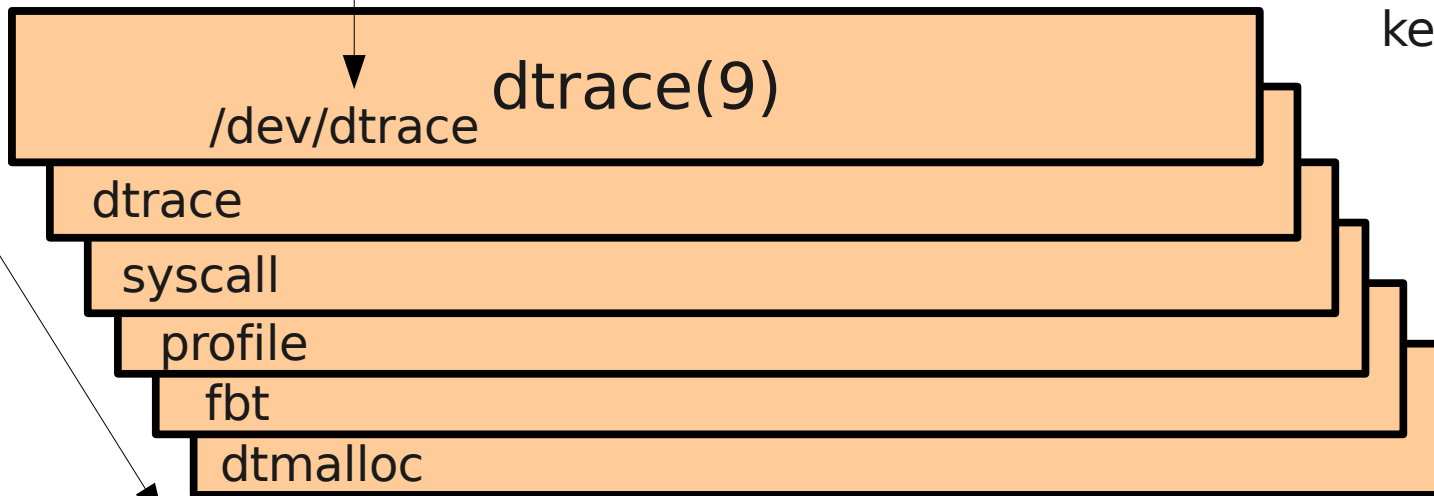 ke
dtrace(9)
/dev/dtrace
dtrace
syscall
profile
fbt
dtmalloc